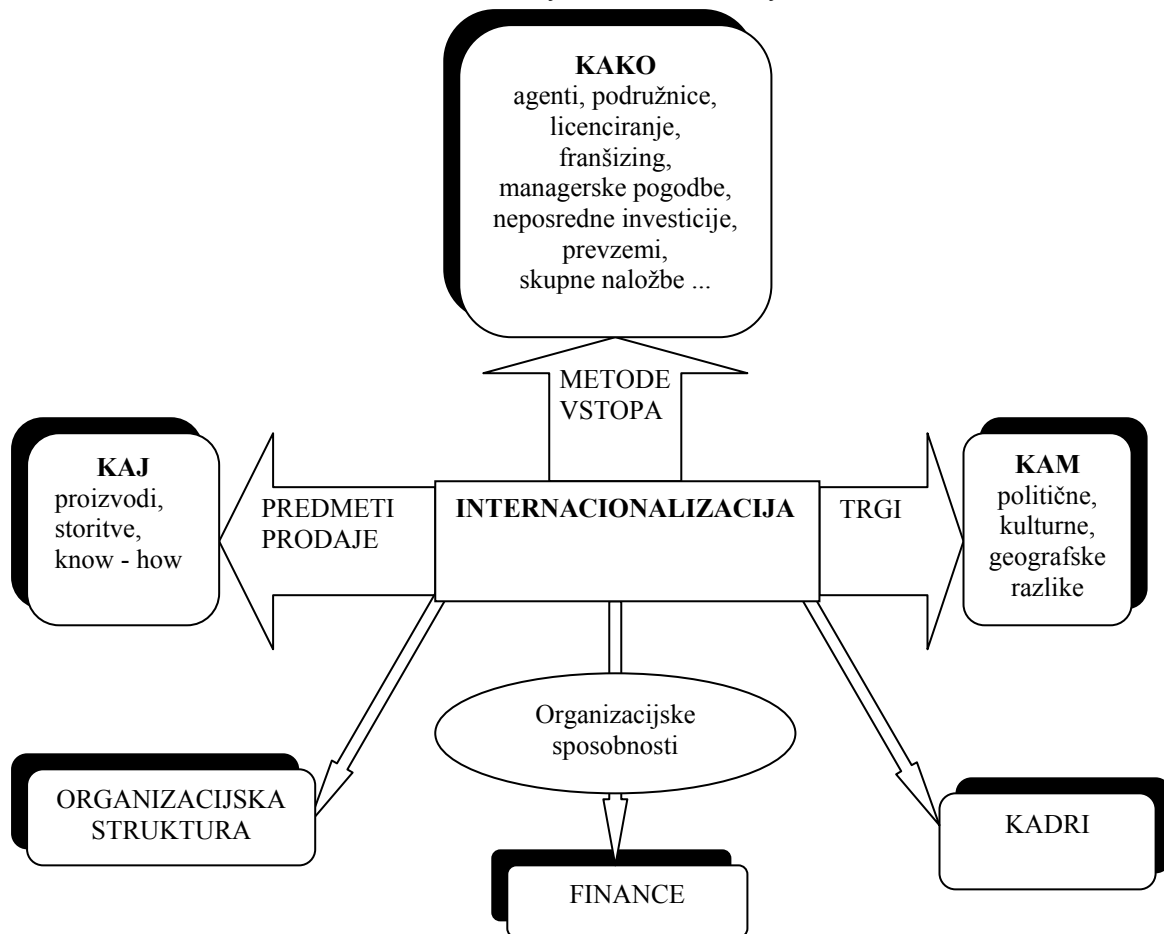 KAKO
agenti, podružnice,
licenciranje,
franšizing,
managerske pogodbe,
neposredne investicije,
prevzemi,
skupne naložbe ...
METODE
VSTOPA
KAJ
proizvodi,
storitve,
know - how
PREDMETI
PRODAJE
INTERNACIONALIZACIJA
TRGI
KAM
politične,
kulturne,
geografske
razlike
Organizacijske
sposobnosti
ORGANIZACIJSKA
STRUKTURA
FINANCE
KADRI